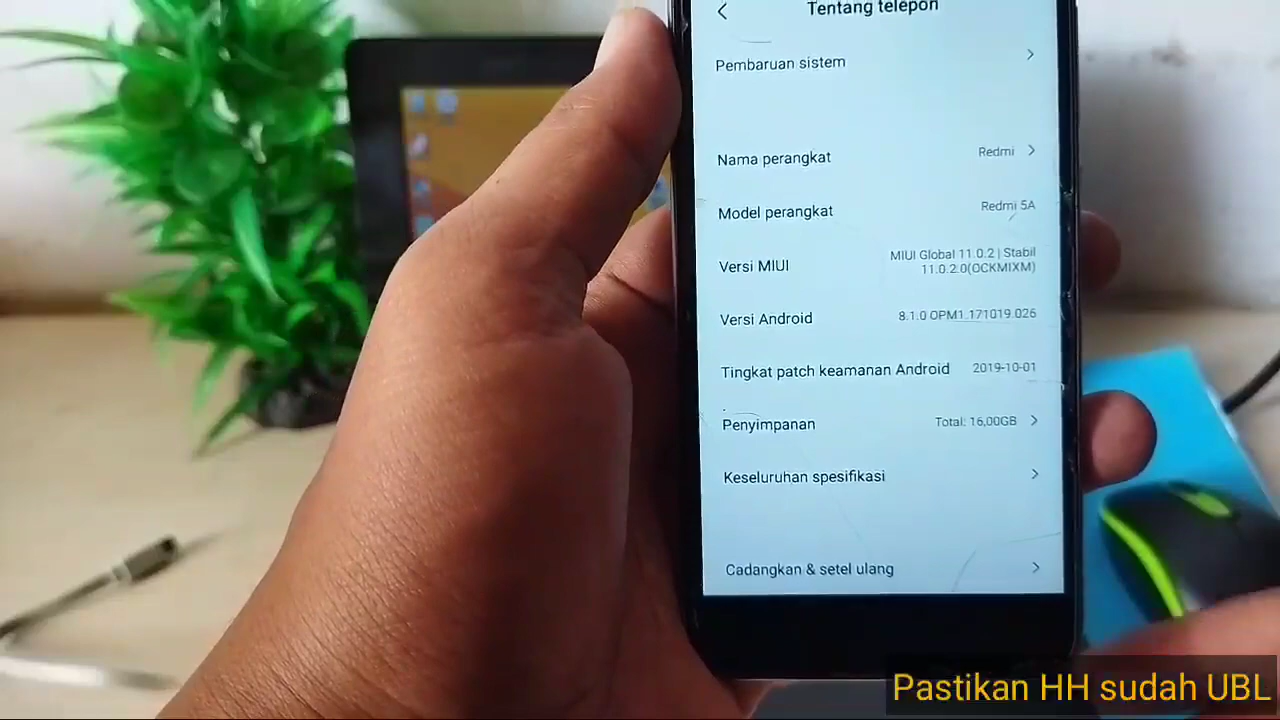 Tentang telepon
Pembaruan sistem
Nama perangkat Redmi
Model perangkat Redmi 5A
Versi MIUI MIUI Global 11.0.2 | Stabil
11.0.2.0(OCKMIXM)
Versi Android 8.1.0 OPM1.171019.026
Tingkat patch keamanan Android 2019-10-01
Penyimpanan Total: 16,00GB
Keseluruhan spesifikasi
Cadangkan & setel ulang
Pastikan HH sudah UBL